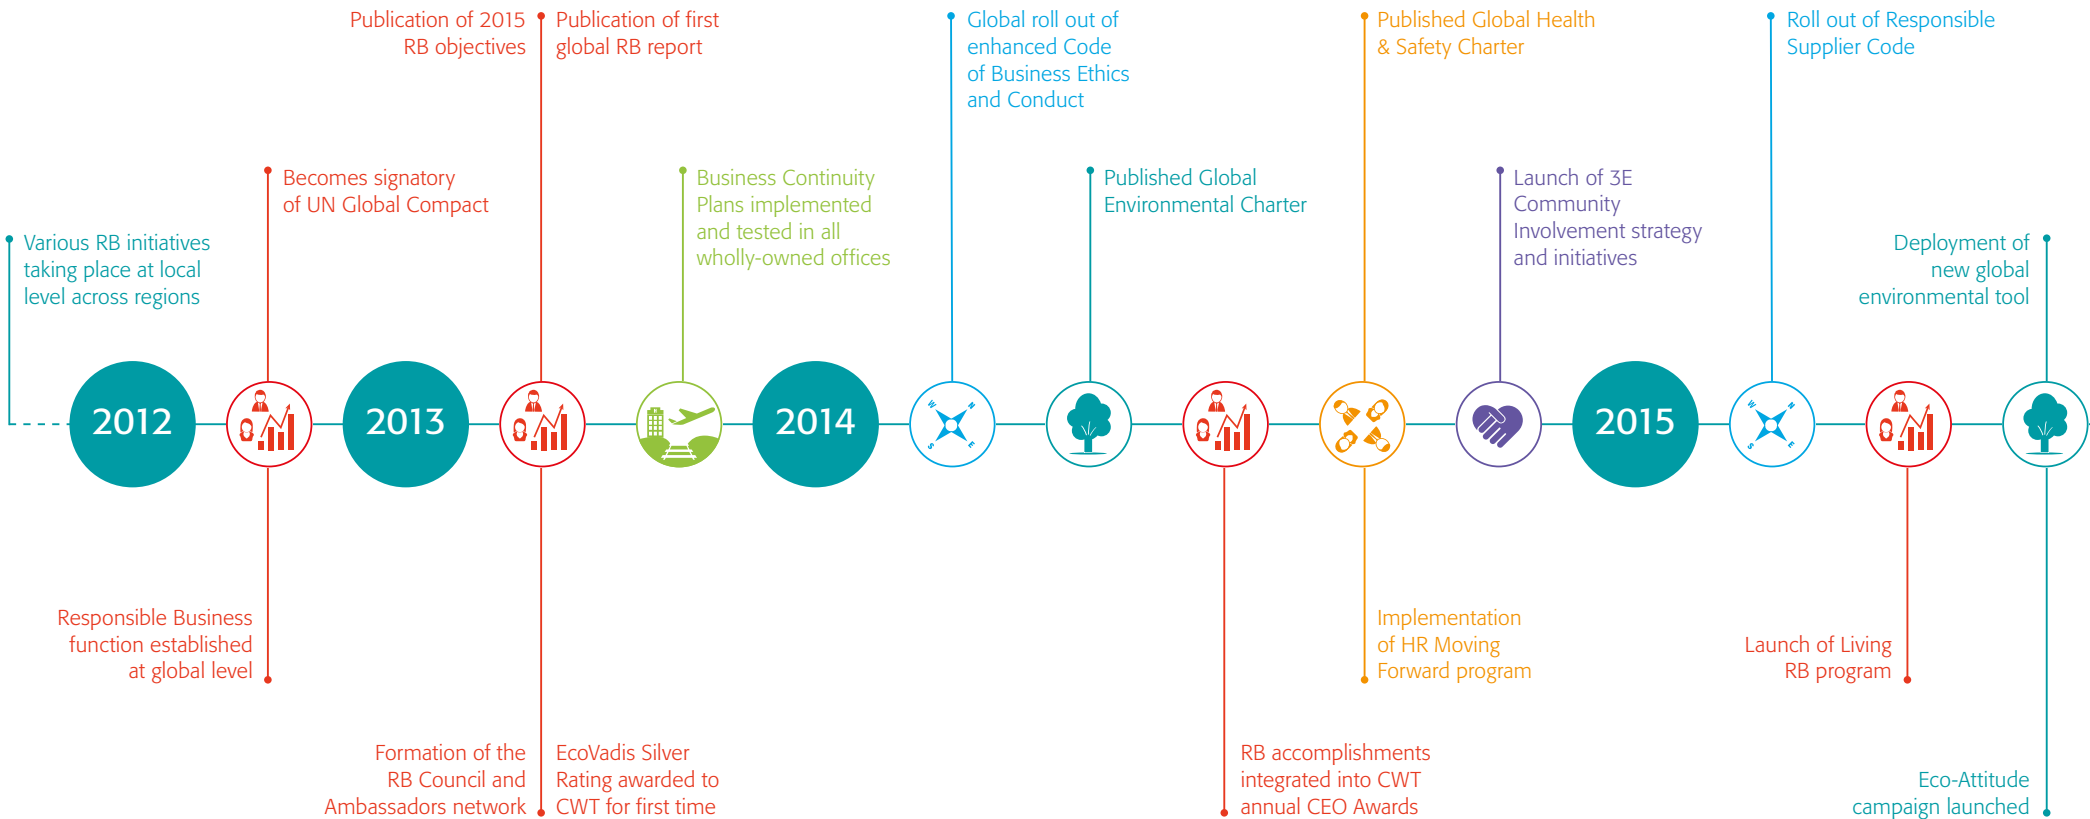 Various RB initiatives
taking place at local
level across regions
2012
Becomes signatory
of UN Global Compact
Responsible Business
function established
at global level
2013
Publication of 2015
RB objectives
Publication of first
global RB report
Formation of the
RB Council and
Ambassadors network
EcoVadis Silver
Rating awarded to
CWT for first time
Business Continuity
Plans implemented
and tested in all
wholly-owned offices
2014
Global roll out of
enhanced Code
of Business Ethics
and Conduct
W
N
S
E
Published Global
Environmental Charter
RB accomplishments
integrated into CWT
annual CEO Awards
Published Global Health
& Safety Charter
Implementation
of HR Moving
Forward program
Launch of 3E
Community
Involvement strategy
and initiatives
2015
Roll out of Responsible
Supplier Code
W
N
S
E
Launch of Living
RB program
Deployment of
new global
environmental tool
Eco-Attitude
campaign launched